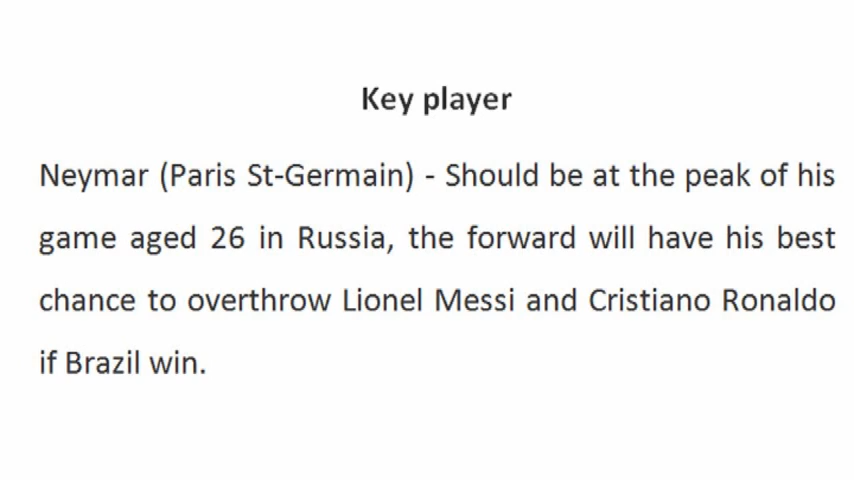 Key player
Neymar (Paris St-Germain) - Should be at the peak of his
game aged 26 in Russia, the forward will have his best
chance to overthrow Lionel Messi and Cristiano Ronaldo
if Brazil win.